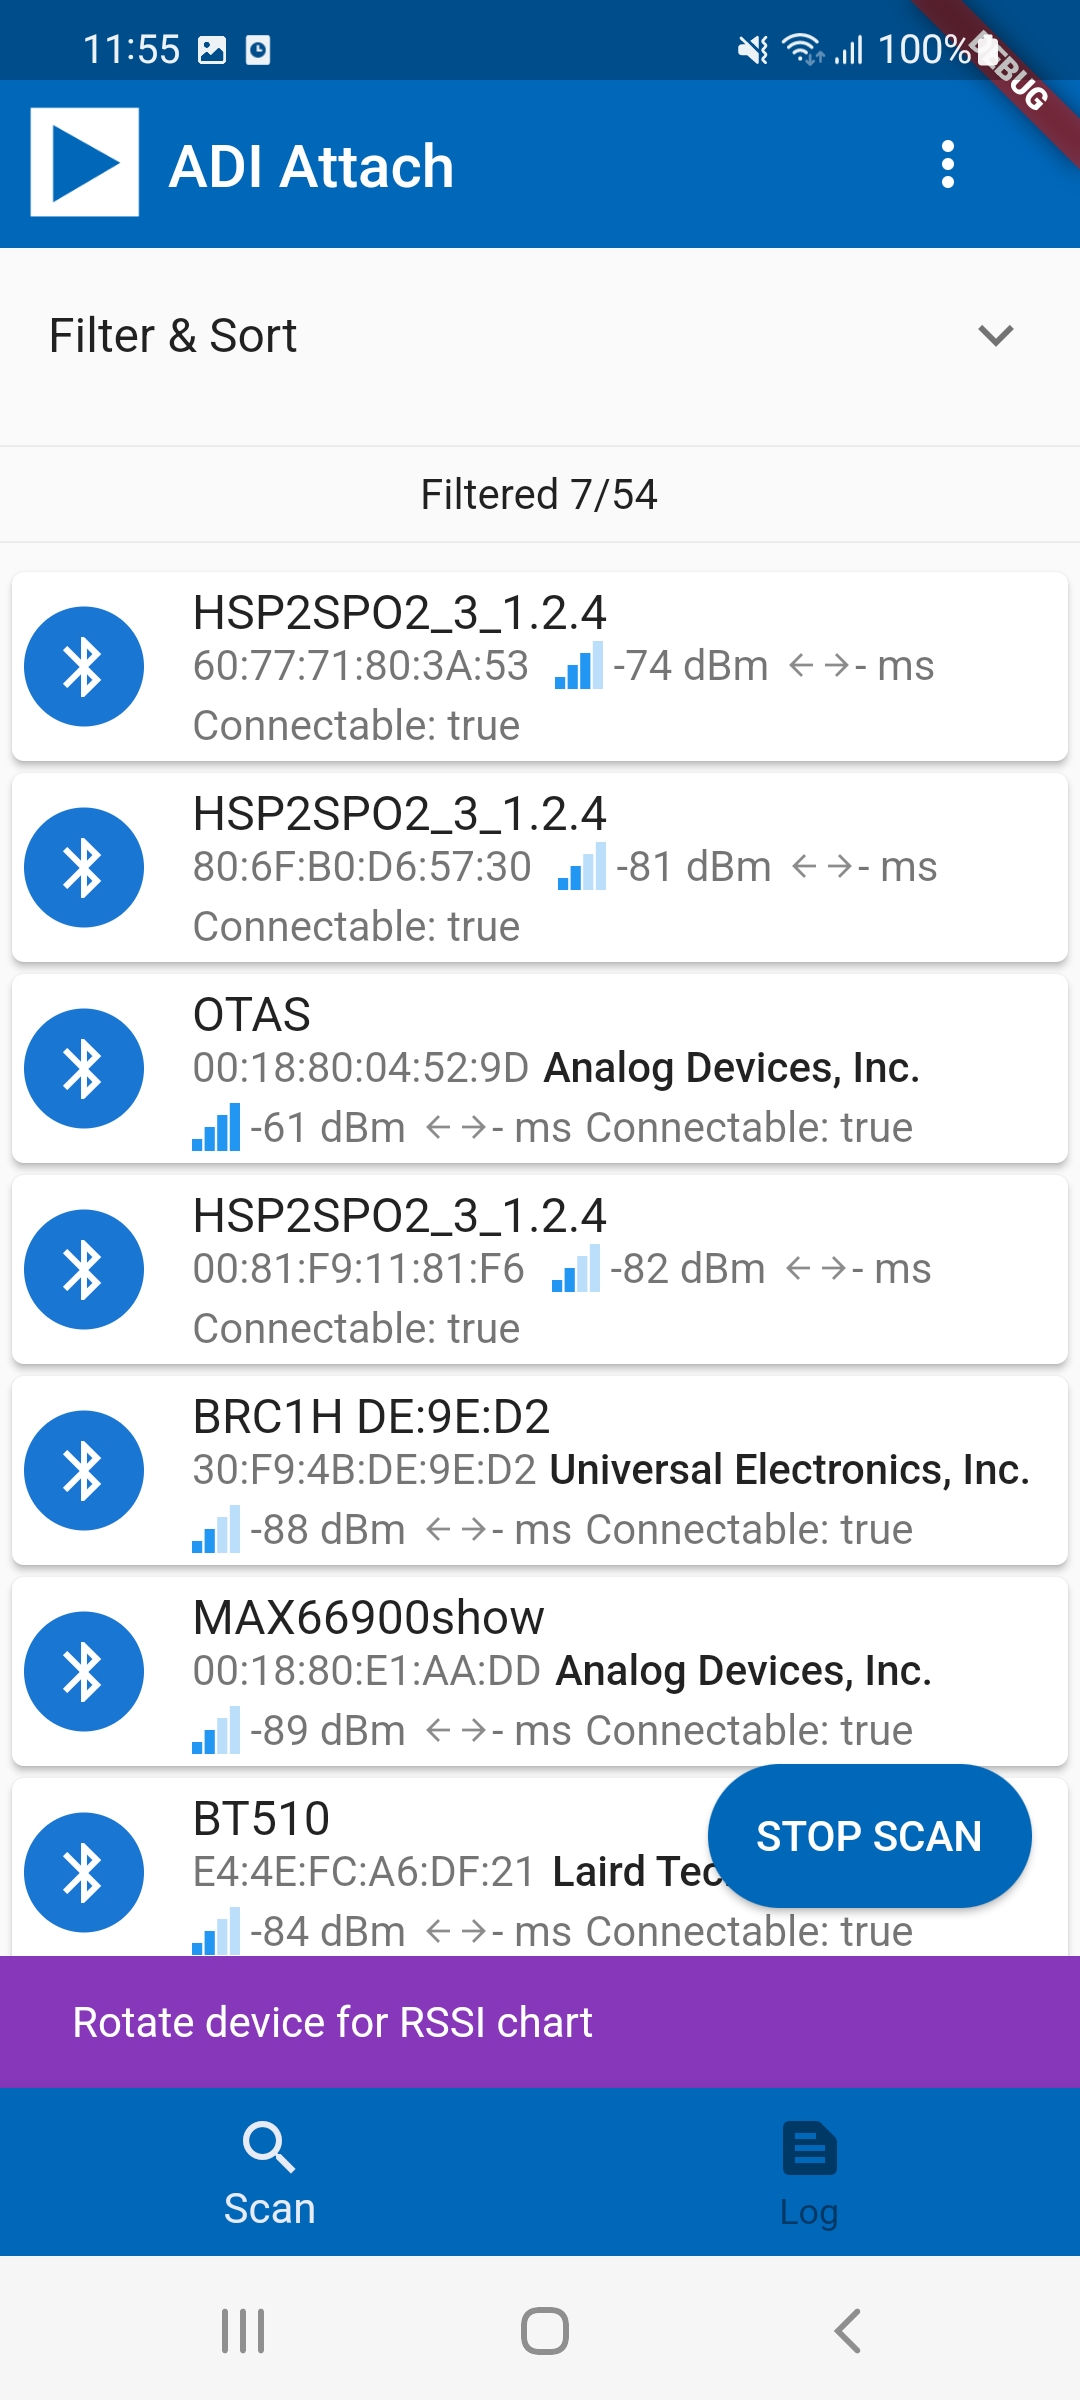 11:55
100%
DEBUG
ADI Attach
Filter & Sort
Filtered 7/54
HSP2SPO2_3_1.2.4
60:77:71:80:3A:53 -74 dBm ←→- ms
Connectable: true
HSP2SPO2_3_1.2.4
80:6F:B0:D6:57:30 -81 dBm ←→- ms
Connectable: true
OTAS
00:18:80:04:52:9D Analog Devices, Inc.
-61 dBm ←→- ms Connectable: true
HSP2SPO2_3_1.2.4
00:81:F9:11:81:F6 -82 dBm ←→- ms
Connectable: true
BRC1H DE:9E:D2
30:F9:4B:DE:9E:D2 Universal Electronics, Inc.
-88 dBm ←→- ms Connectable: true
MAX66900show
00:18:80:E1:AA:DD Analog Devices, Inc.
-89 dBm ←→- ms Connectable: true
BT510
E4:4E:FC:A6:DF:21 Laird
STOP SCAN
-84 dBm ←→- ms Connectable: true
Rotate device for RSSI chart
Scan
Log